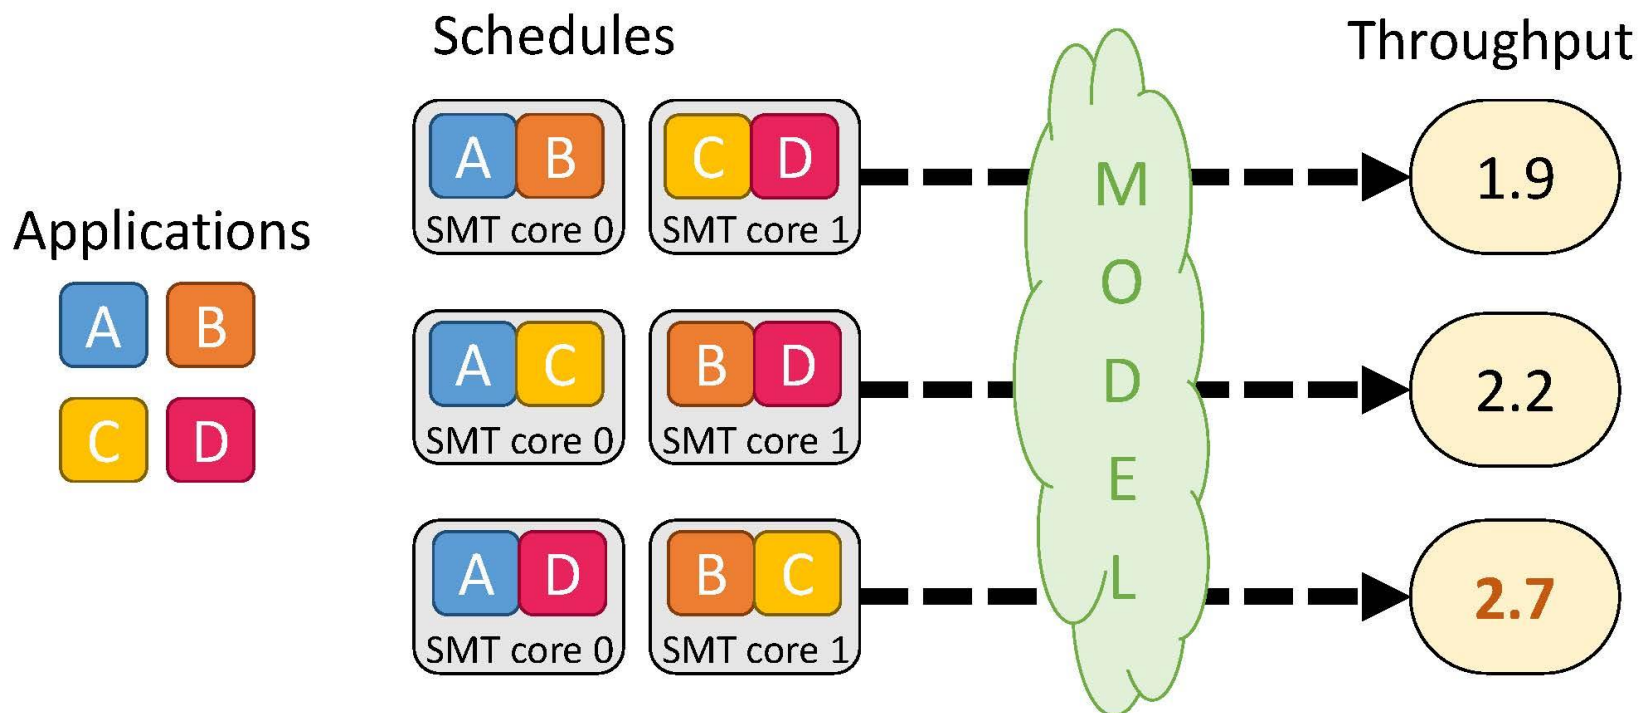 Schedules
Throughput
A B C D
SMT core 0 SMT core 1
1.9
Applications
A B
C D
A C B D
SMT core 0 SMT core 1
2.2
A D B C
SMT core 0 SMT core 1
2.7
M
O
D
E
L